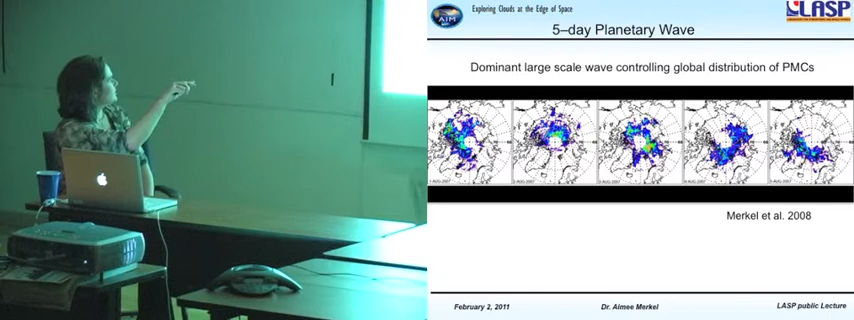 AIM
Exploring Clouds at the Edge of Space
LASP
5–day Planetary Wave
Dominant large scale wave controlling global distribution of PMCs
Merkel et al. 2008
February 2, 2011
Dr. Aimee Merkel
LASP public Lecture